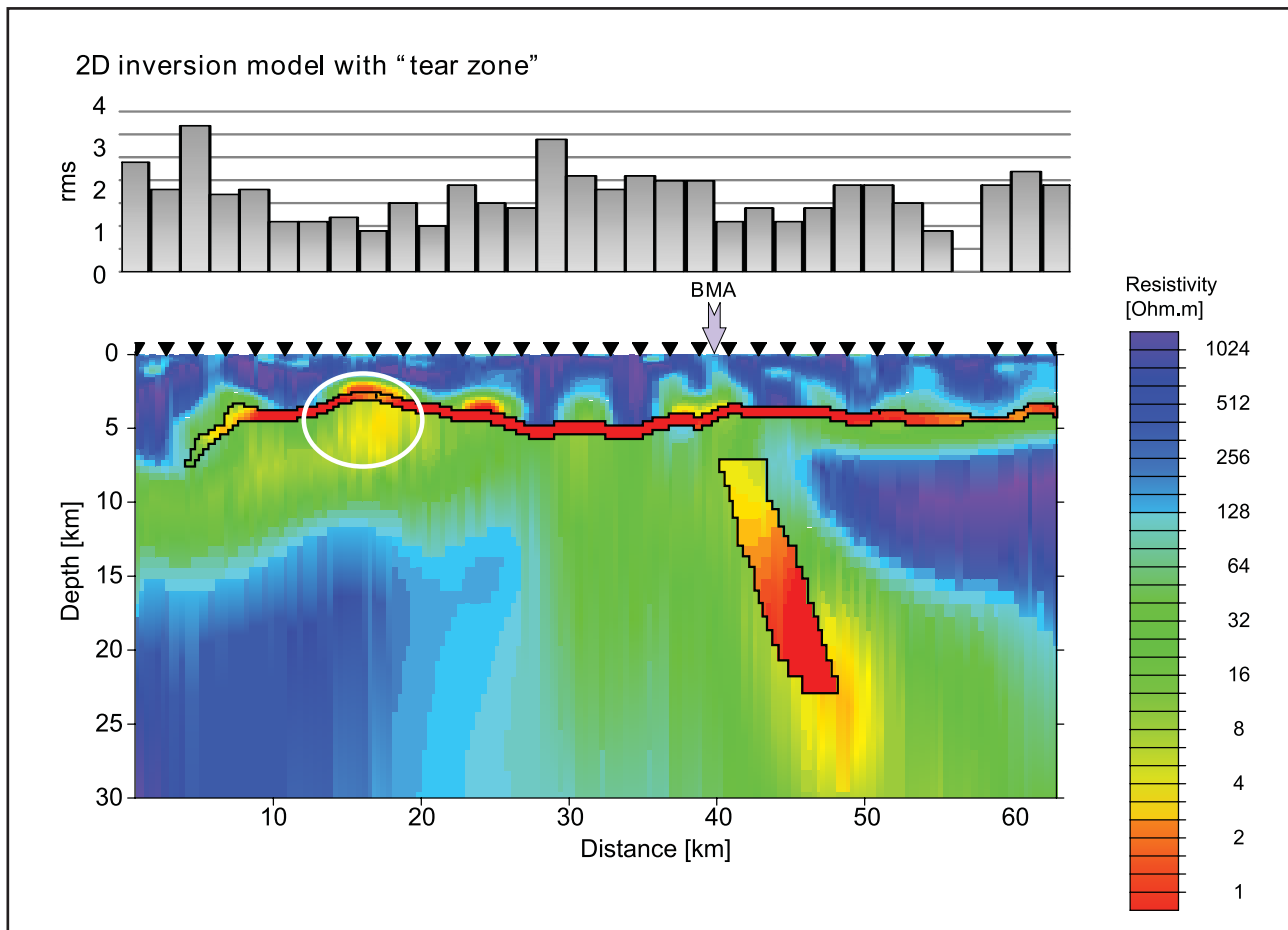 2D inversion model with “tear zone”
4
3
2
1
0
rms
BMA
0
5
10
15
20
25
30
Depth [km]
10 20 30 40 50 60
Distance [km]
Resistivity
[Ohm.m]
1024
512
256
128
64
32
16
8
4
2
1